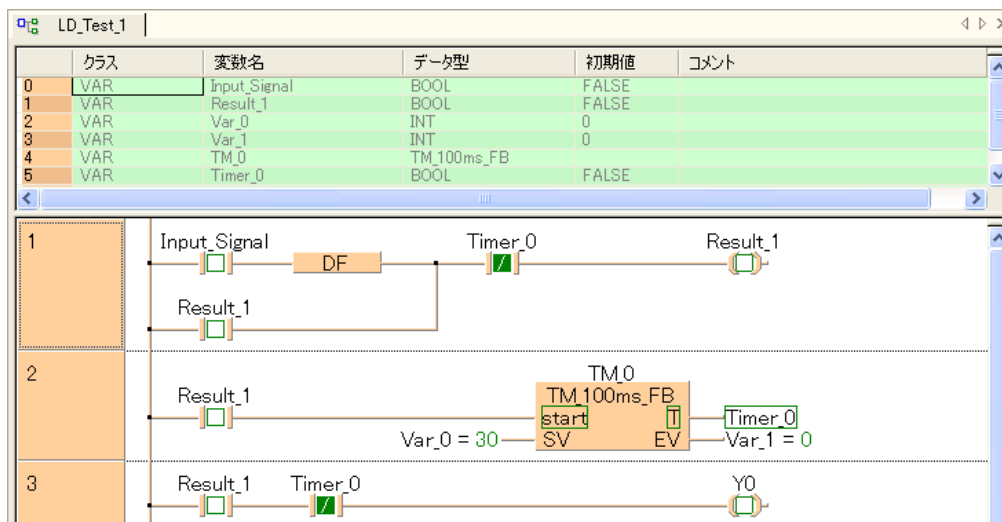 LD_Test_1
クラス 変数名 データ型 初期値 コメント
0 VAR Input_Signal BOOL FALSE
1 VAR Result_1 BOOL FALSE
2 VAR Var_0 INT 0
3 VAR Var_1 INT 0
4 VAR TM_0 TM_100ms_FB
5 VAR Timer_0 BOOL FALSE
1
Input_Signal Timer_0 Result_1
DF
Result_1
2
TM_0
Result_1 TM_100ms_FB
start T Timer_0
Var_0 = 30 SV EV Var_1 = 0
3 Result_1 Timer_0 Y0